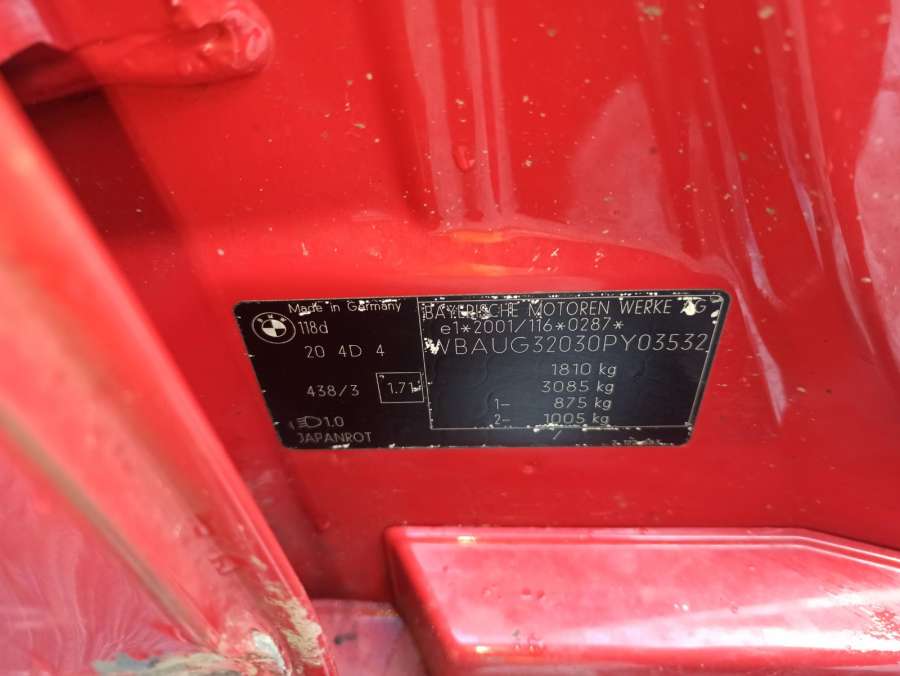 Made in Germany
BMW
118d
20 4D 4
438/3 1.71
1.0
JAPANROT
BAYERISCHE MOTOREN WERKE AG
e1*2001/116*0287*
WBAUG32030PY03532
1810 kg
3085 kg
1- 875 kg
2- 1005 kg
/